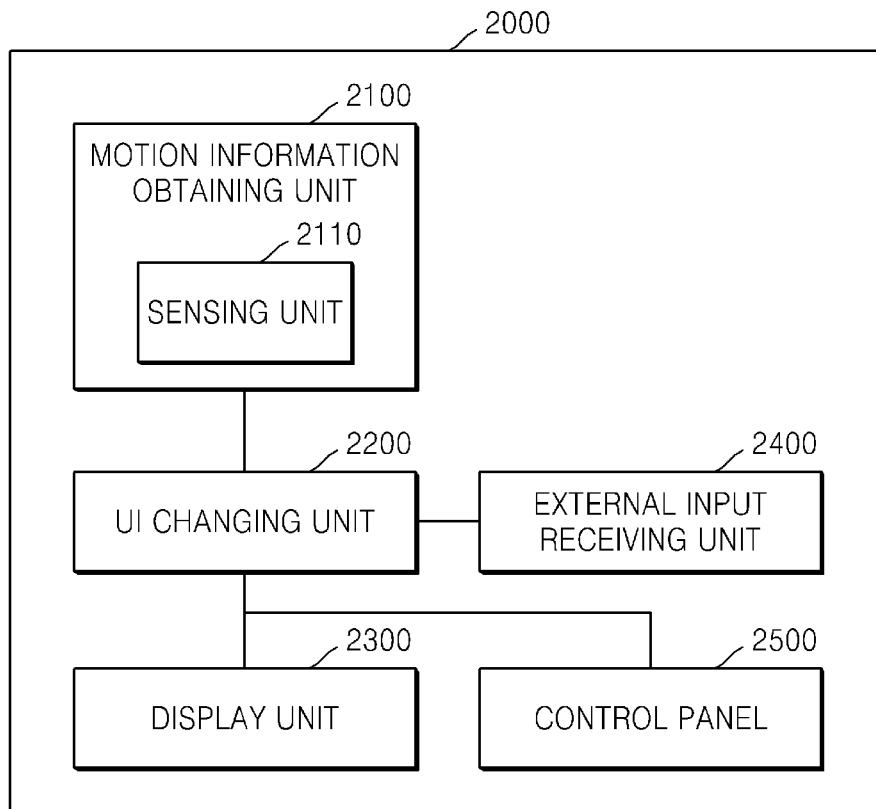 2000
2100
MOTION INFORMATION
OBTAINING UNIT
2110
SENSING UNIT
2200
UI CHANGING UNIT
2400
EXTERNAL INPUT
RECEIVING UNIT
2300
DISPLAY UNIT
2500
CONTROL PANEL